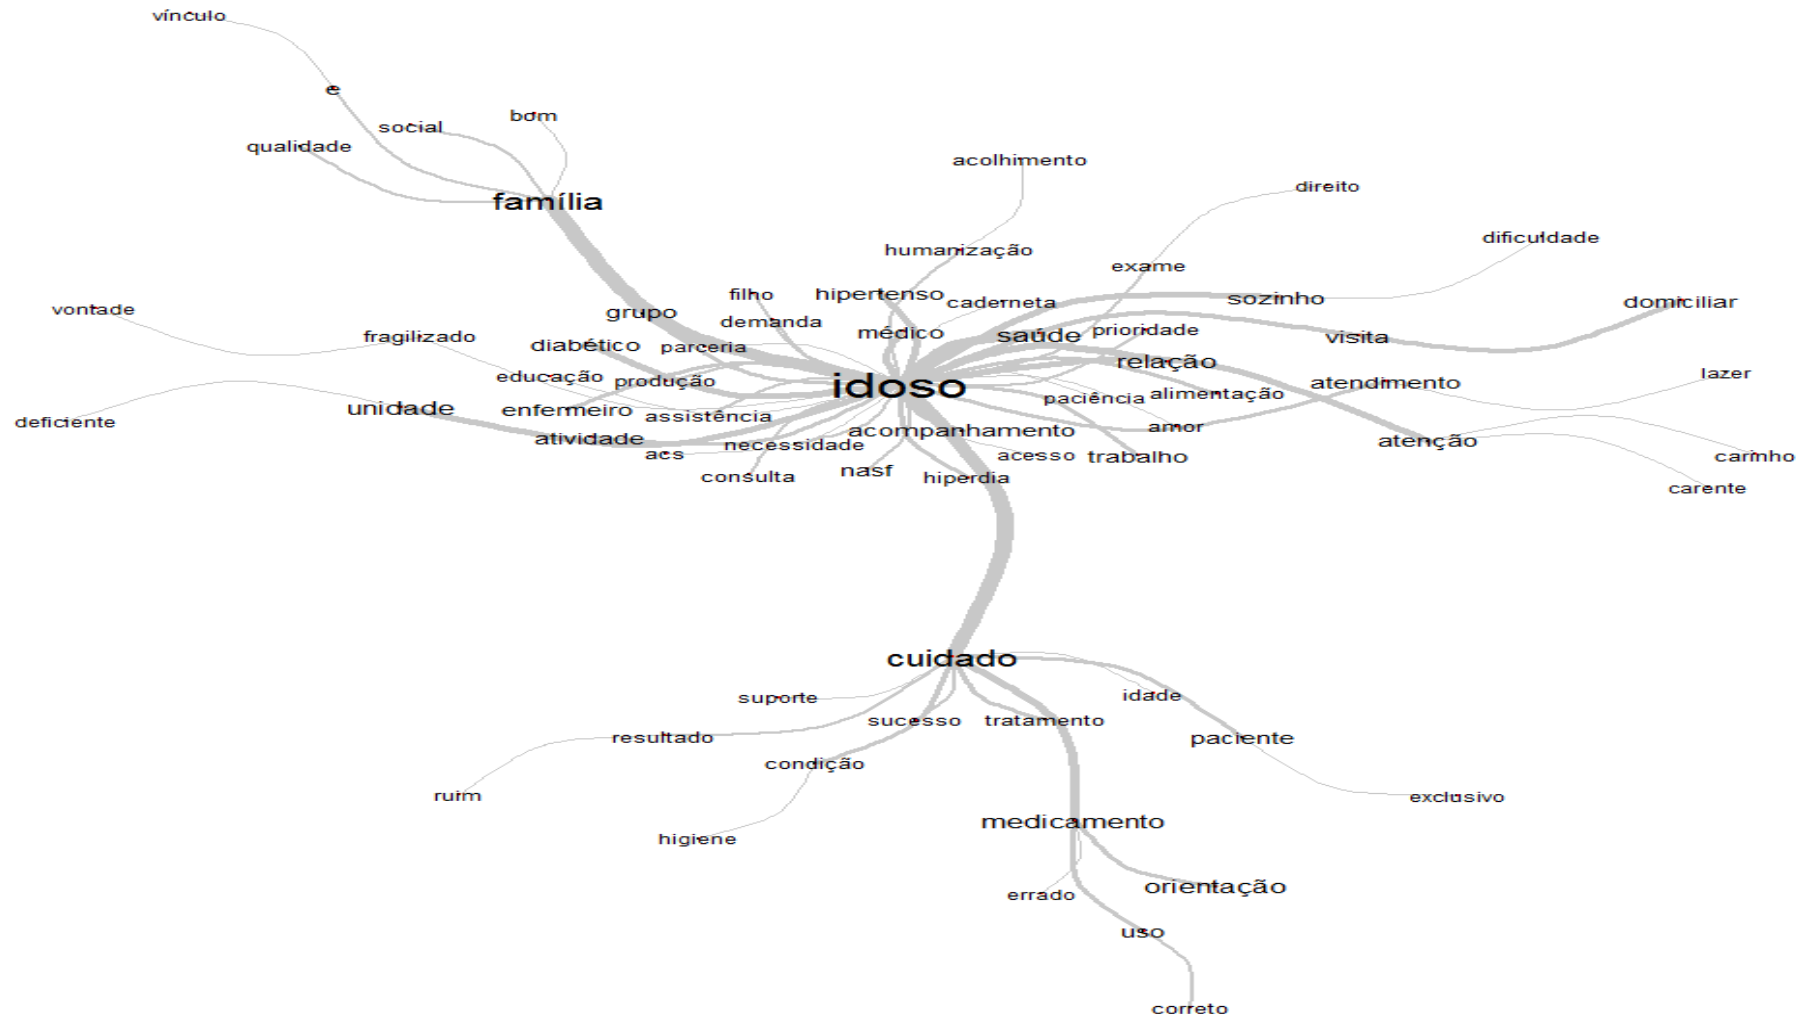 vínculo
e
bom
social
qualidade
acolhimento
direito
família
dificuldade
humanização
exame
filho
hipertenso
caderneta
sozinho
domiciliar
vontade
grupo
demanda
médico
saúde
prioridade
visita
fragilizado
diabético
parceria
relação
educação
produção
idoso
atendimento
lazer
paciência
alimentação
unidade
enfermeiro
assistência
deficiente
atividade
necessidade
acompanhamento
amor
atenção
acs
acesso
trabalho
carinho
consulta
nasf
hiperdia
carente
cuidado
suporte
idade
sucesso
tratamento
resultado
paciente
condição
ruim
exclusivo
medicamento
higiene
errado
orientação
uso
correto